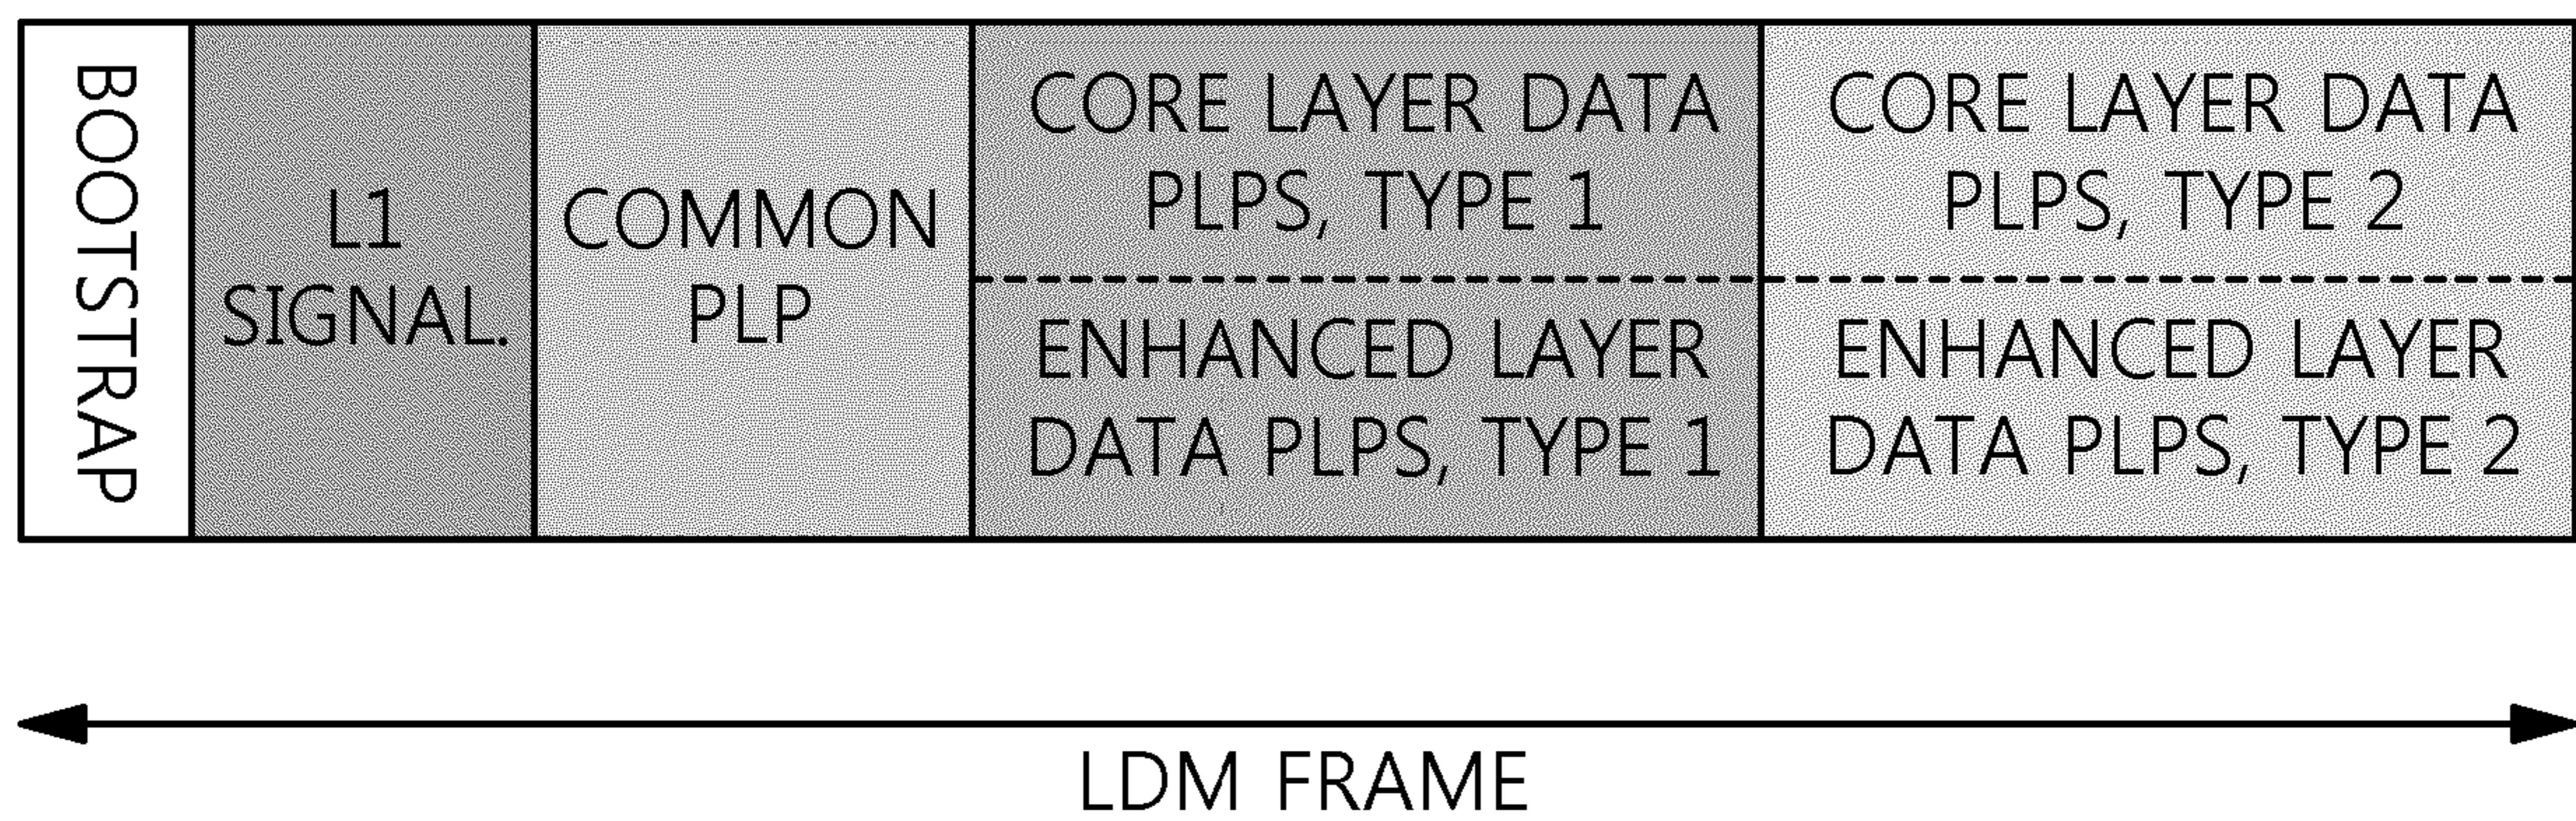 BOOTSTRAP
L1
SIGNAL.
COMMON
PLP
CORE LAYER DATA
PLPS, TYPE 1
ENHANCED LAYER
DATA PLPS, TYPE 1
CORE LAYER DATA
PLPS, TYPE 2
ENHANCED LAYER
DATA PLPS, TYPE 2
LDM FRAME